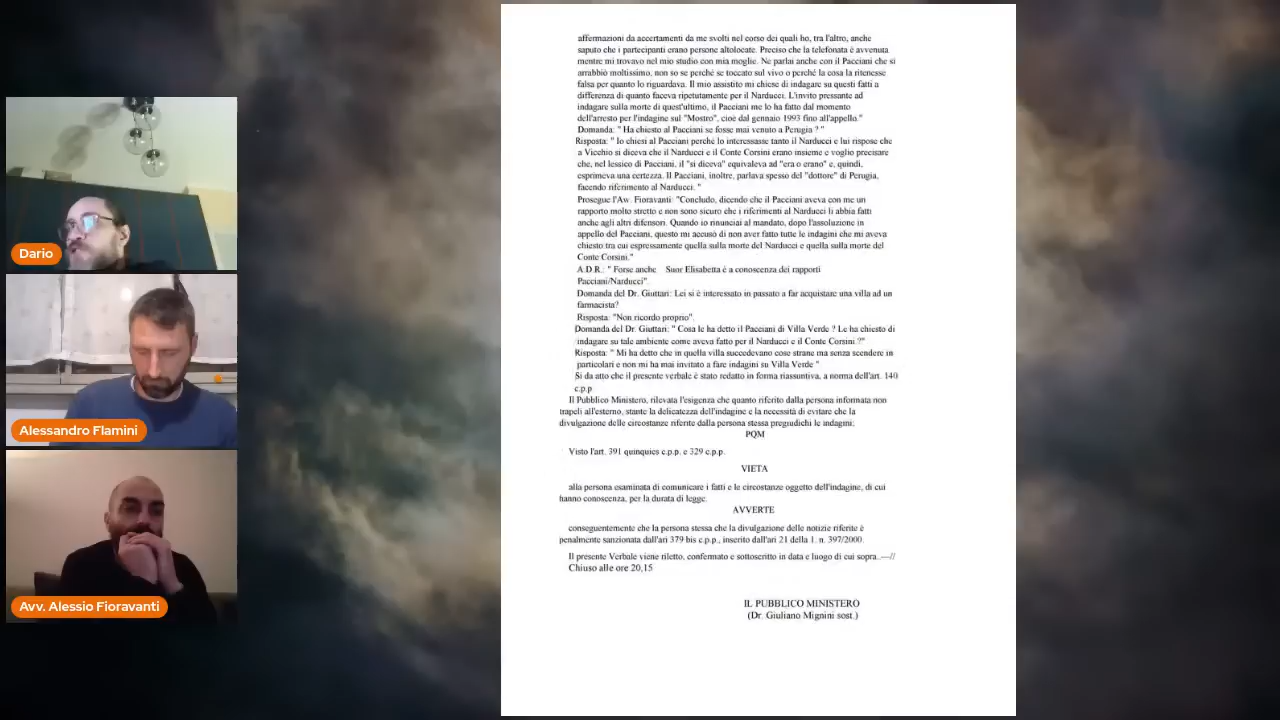 Dario
Alessandro Flamini
Avv. Alessio Fioravanti
affermazioni da accertamenti da me svolti nel corso dei quali ho, tra l'altro, anche
saputo che i partecipanti erano persone altolocate. Preciso che la telefonata è avvenuta
mentre mi trovavo nel mio studio con mia moglie. Ne parlai anche con il Pacciani che si
arrabbiò moltissimo, non so se perché se toccato sul vivo o perché la cosa la ritenesse
falsa per quanto lo riguardava. Il mio assistito mi chiese di indagare su questi fatti a
differenza di quanto faceva ripetutamente per il Narducci. L'invito pressante ad
indagare sulla morte di quest'ultimo, il Pacciani me lo ha fatto dal momento
dell'arresto per l'indagine sul "Mostro", cioè dal gennaio 1993 fino all'appello."
Domanda: " Ha chiesto al Pacciani se fosse mai venuto a Perugia ? "
Risposta: " Io chiesi al Pacciani perché lo interessasse tanto il Narducci e lui rispose che
a Vicchio si diceva che il Narducci e il Conte Corsini erano insieme e voglio precisare
che, nel lessico di Pacciani, il "si diceva" equivaleva ad "era o erano" e, quindi,
esprimeva una certezza. Il Pacciani, inoltre, parlava spesso del "dottore" di Perugia,
facendo riferimento al Narducci. "
Prosegue l'Aw. Fioravanti: "Concludo, dicendo che il Pacciani aveva con me un
rapporto molto stretto e non sono sicuro che i riferimenti al Narducci li abbia fatti
anche agli altri difensori. Quando io rinunciai al mandato, dopo l'assoluzione in
appello del Pacciani, questo mi accusò di non aver fatto tutte le indagini che mi aveva
chiesto tra cui espressamente quella sulla morte del Narducci e quella sulla morte del
Conte Corsini."
A.D.R.: " Forse anche Suor Elisabetta è a conoscenza dei rapporti
Pacciani/Narducci".
Domanda del Dr. Giuttari: Lei si è interessato in passato a far acquistare una villa ad un
farmacista?
Risposta: "Non ricordo proprio".
Domanda del Dr. Giuttari: " Cosa le ha detto il Pacciani di Villa Verde ? Le ha chiesto di
indagare su tale ambiente come aveva fatto per il Narducci e il Conte Corsini ?"
Risposta: " Mi ha detto che in quella villa succedevano cose strane ma senza scendere in
particolari e non mi ha mai invitato a fare indagini su Villa Verde "
Si da atto che il presente verbale è stato redatto in forma riassuntiva, a norma dell'art. 140
c.p.p
Il Pubblico Ministero, rilevata l'esigenza che quanto riferito dalla persona informata non
trapeli all'esterno, stante la delicatezza dell'indagine e la necessità di evitare che la
divulgazione delle circostanze riferite dalla persona stessa pregiudichi le indagini;
PQM
Visto l'art. 391 quinquies c.p.p. e 329 c.p.p.
VIETA
alla persona esaminata di comunicare i fatti e le circostanze oggetto dell'indagine, di cui
hanno conoscenza, per la durata di legge.
AVVERTE
conseguentemente che la persona stessa che la divulgazione delle notizie riferite è
penalmente sanzionata dall'ari 379 bis c.p.p., inserito dall'ari 21 della 1. n. 397/2000.
Il presente Verbale viene riletto, confermato e sottoscritto in data e luogo di cui sopra..—//
Chiuso alle ore 20,15
IL PUBBLICO MINISTERO
(Dr. Giuliano Mignini sost.)